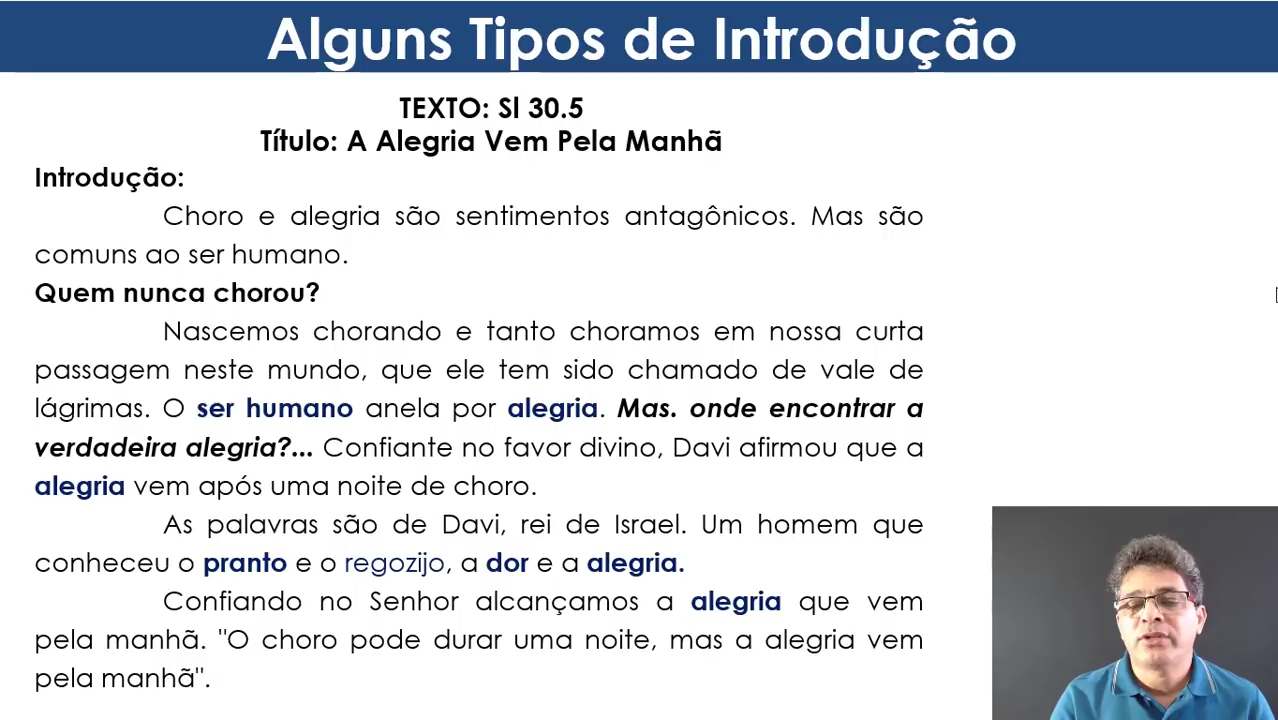 Alguns Tipos de Introdução
TEXTO: Sl 30.5
Título: A Alegria Vem Pela Manhã
Introdução:
Choro e alegria são sentimentos antagônicos. Mas são
comuns ao ser humano.
Quem nunca chorou?
Nascemos chorando e tanto choramos em nossa curta
passagem neste mundo, que ele tem sido chamado de vale de
lágrimas. O ser humano anela por alegria. Mas. onde encontrar a
verdadeira alegria?... Confiante no favor divino, Davi afirmou que a
alegria vem após uma noite de choro.
As palavras são de Davi, rei de Israel. Um homem que
conheceu o pranto e o regozijo, a dor e a alegria.
Confiando no Senhor alcançamos a alegria que vem
pela manhã. "O choro pode durar uma noite, mas a alegria vem
pela manhã".